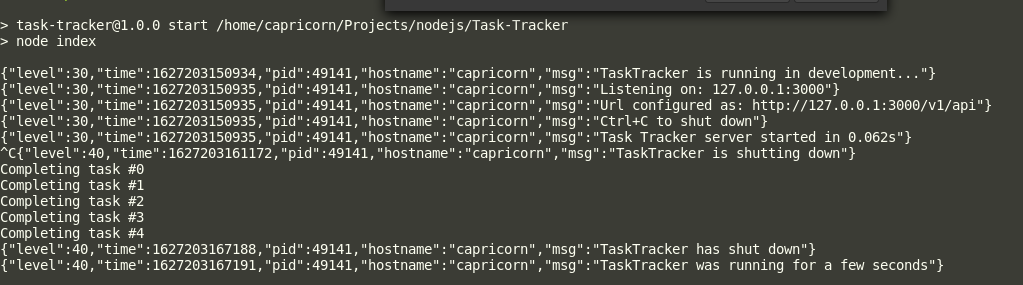 > task-tracker@1.0.0 start /home/capricorn/Projects/nodejs/Task-Tracker
> node index
{"level":30,"time":1627203150934,"pid":49141,"hostname":"capricorn","msg":"TaskTracker is running in development..."}
{"level":30,"time":1627203150935,"pid":49141,"hostname":"capricorn","msg":"Listening on: 127.0.0.1:3000"}
{"level":30,"time":1627203150935,"pid":49141,"hostname":"capricorn","msg":"Url configured as: http://127.0.0.1:3000/v1/api"}
{"level":30,"time":1627203150935,"pid":49141,"hostname":"capricorn","msg":"Ctrl+C to shut down"}
{"level":30,"time":1627203150935,"pid":49141,"hostname":"capricorn","msg":"Task Tracker server started in 0.062s"}
^C{"level":40,"time":1627203161172,"pid":49141,"hostname":"capricorn","msg":"TaskTracker is shutting down"}
Completing task #0
Completing task #1
Completing task #2
Completing task #3
Completing task #4
{"level":40,"time":1627203167188,"pid":49141,"hostname":"capricorn","msg":"TaskTracker has shut down"}
{"level":40,"time":1627203167191,"pid":49141,"hostname":"capricorn","msg":"TaskTracker was running for a few seconds"}